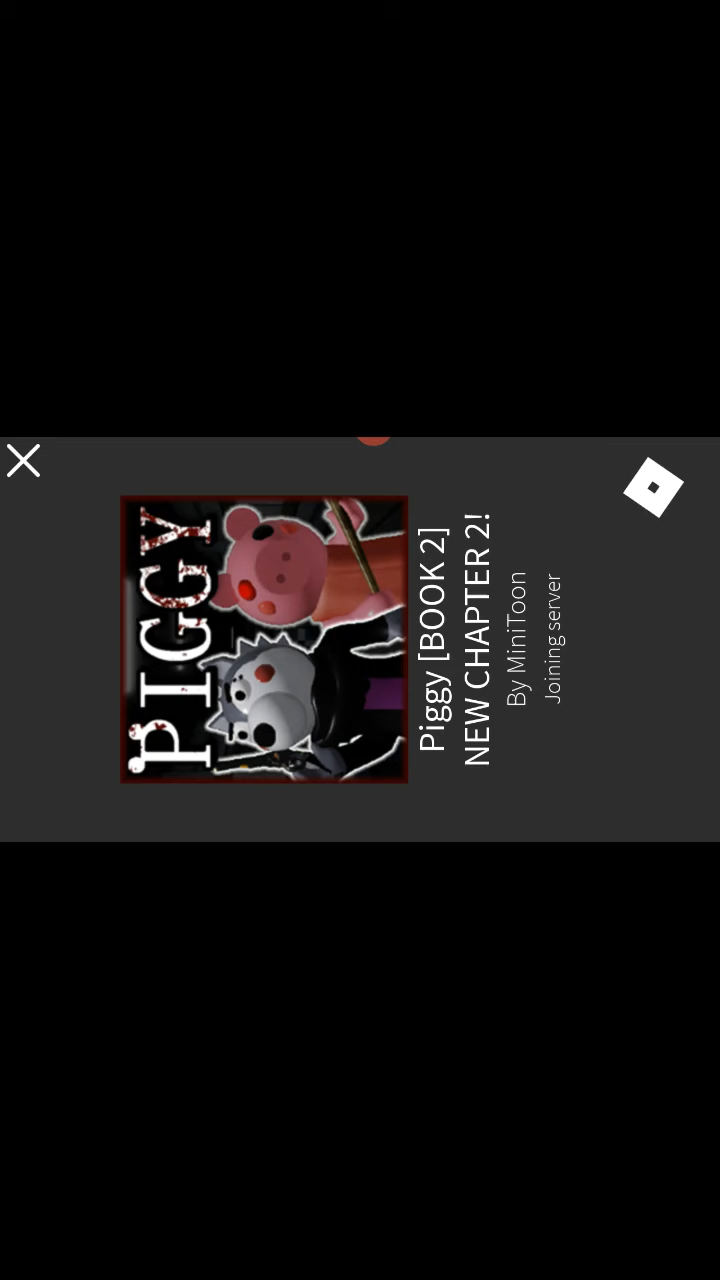 PIGGY
Piggy [BOOK 2]
NEW CHAPTER 2!
By MiniToon
Joining server